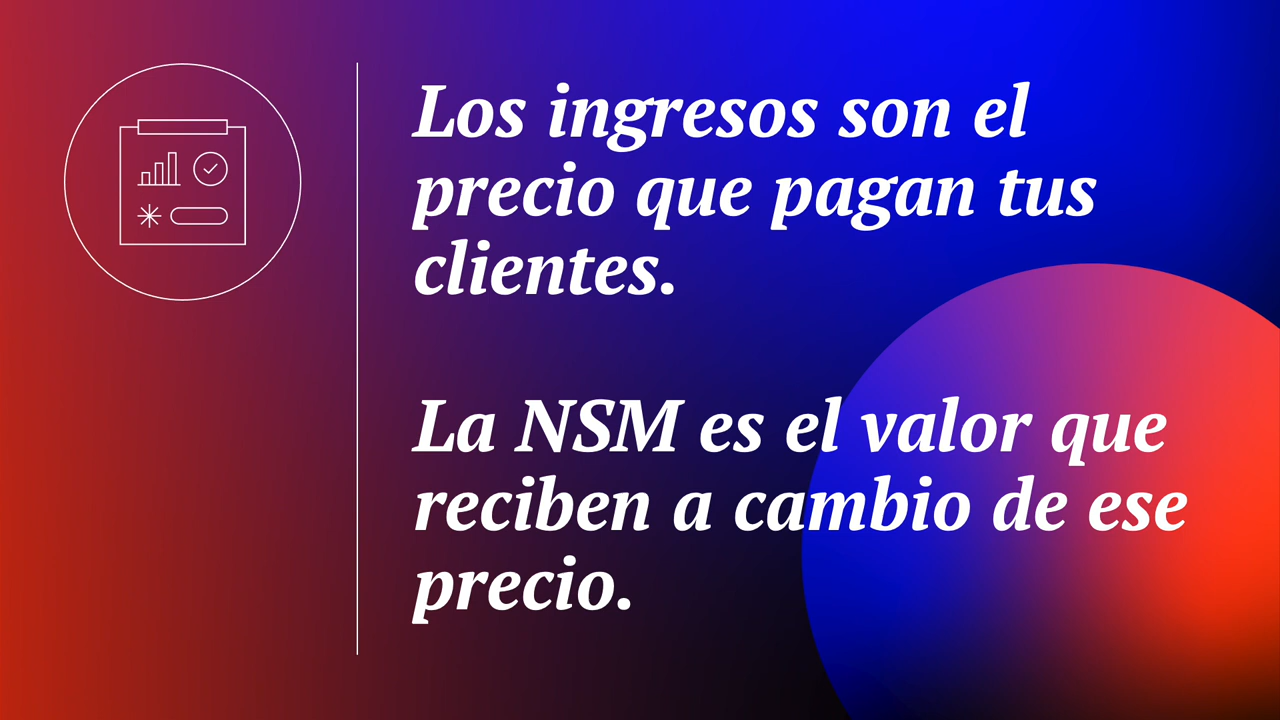 Los ingresos son el
precio que pagan tus
clientes.
La NSM es el valor que
reciben a cambio de ese
precio.